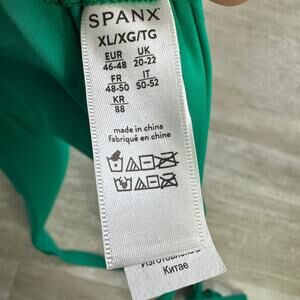 SPANX
XL/XG/TG
EUR UK
46-48 20-22
FR IT
48-50 50-52
KR
88
made in china
fabriqué en chine
Китае